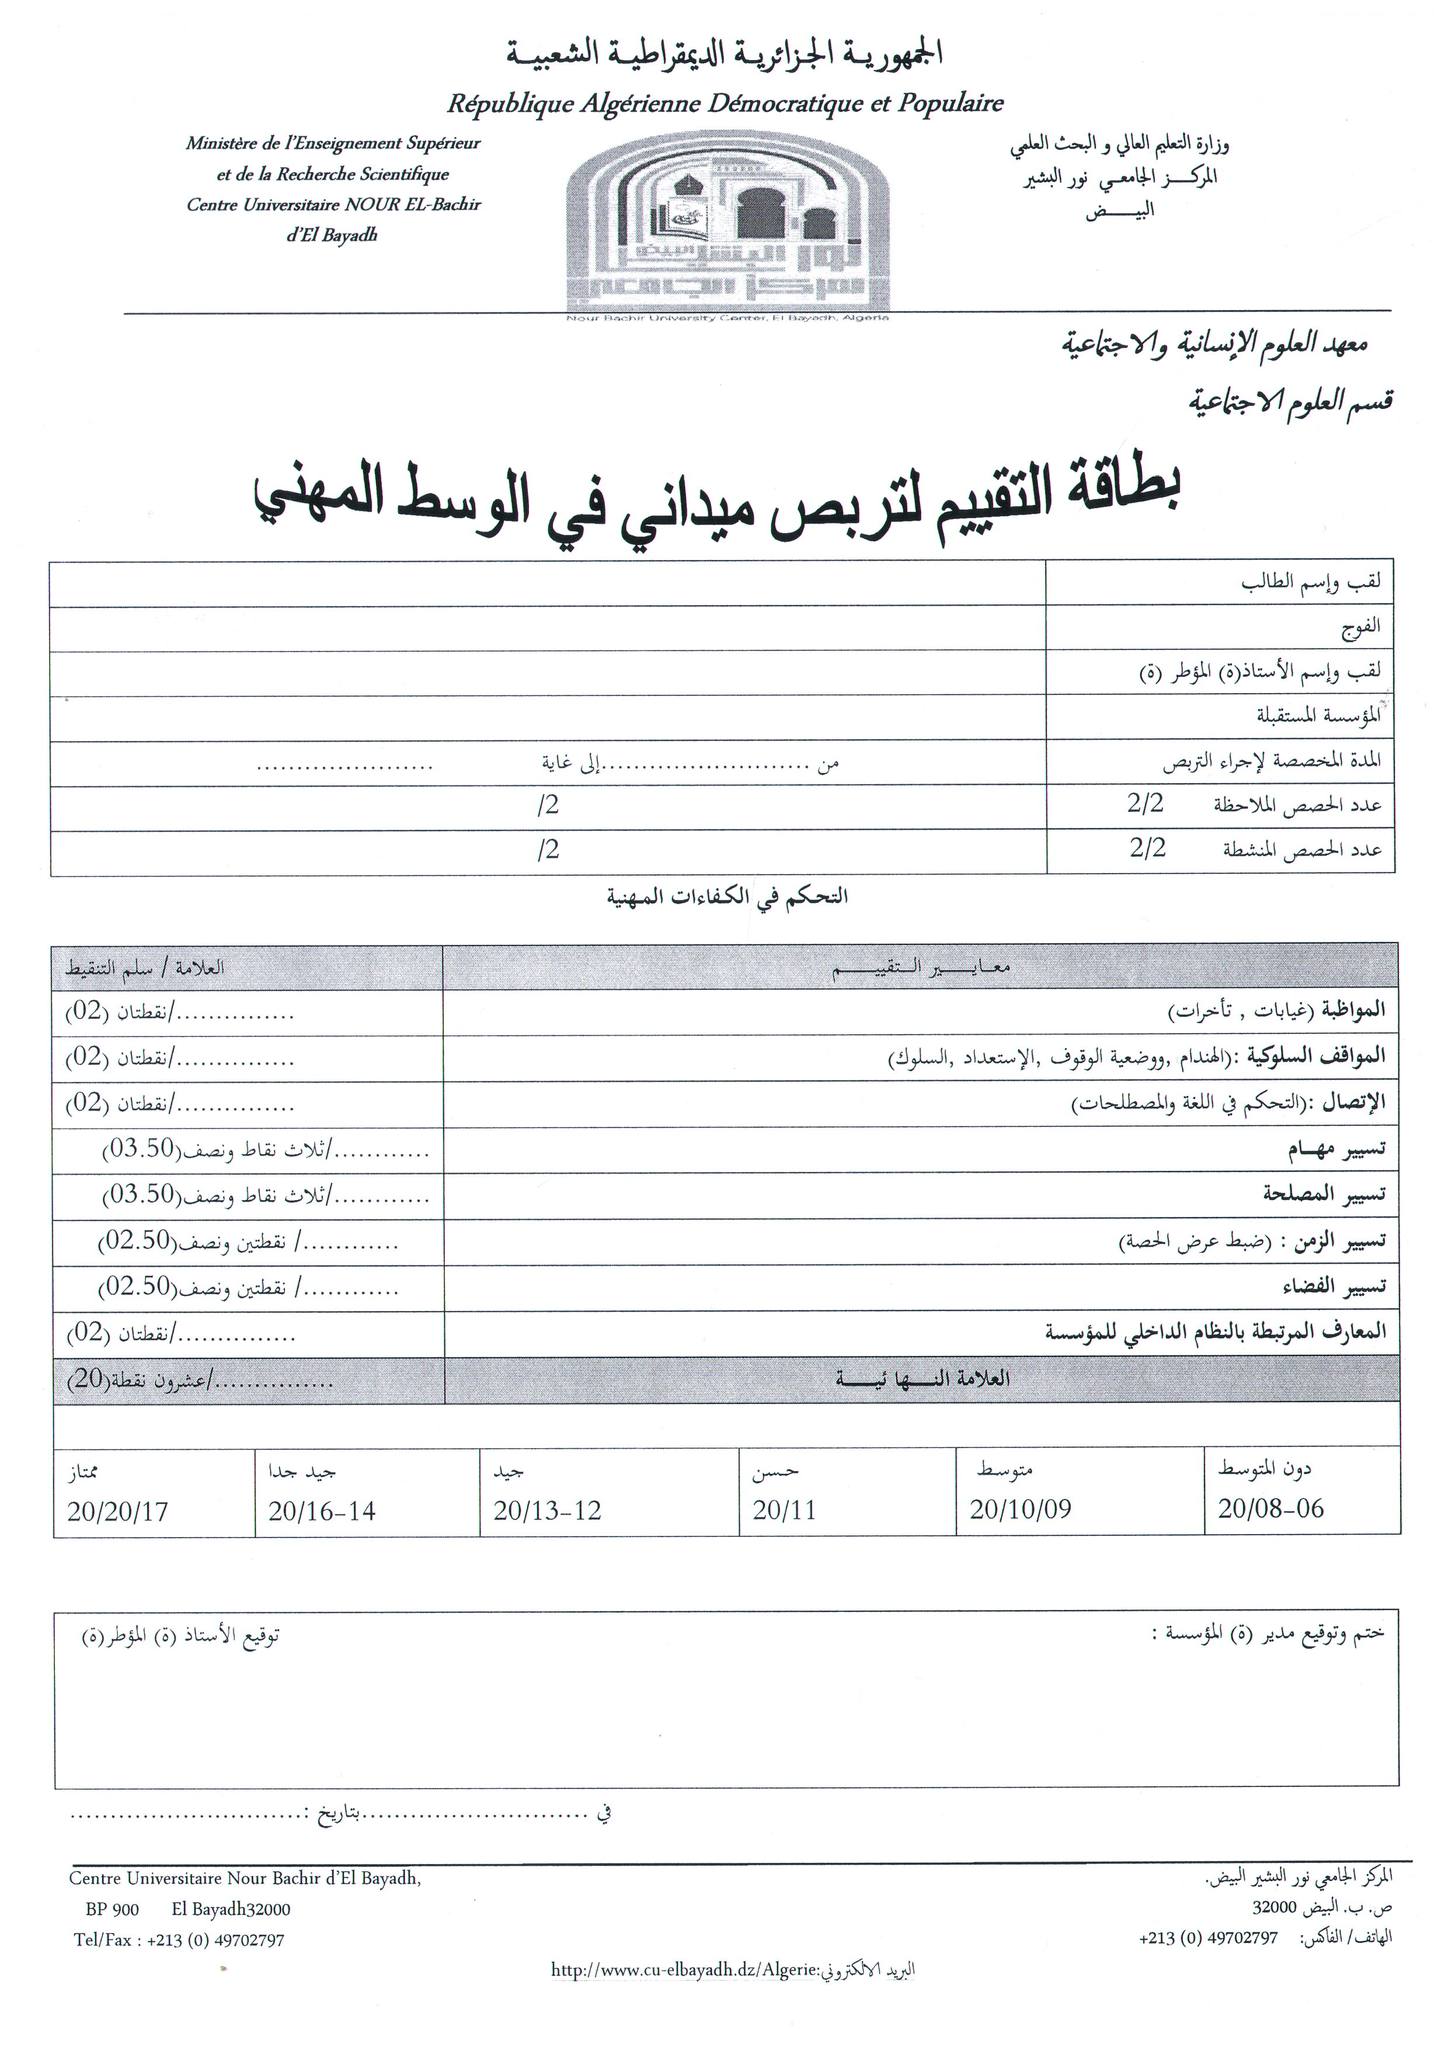 الجمهورية الجزائرية الديمقراطية الشعبية
République Algérienne Démocratique et Populaire
Ministère de l'Enseignement Supérieur
et de la Recherche Scientifique
Centre Universitaire NOUR EL-Bachir
d'El Bayadh
وزارة التعليم العالي و البحث العلمي
المركز الجامعي نور البشير
البيض
نور البشير البيض
المركز الجامعي
Nour Bachir University Center, El Bayadh, Algeria
معهد العلوم الإنسانية والاجتماعية
قسم العلوم الاجتماعية
بطاقة التقييم لتربص ميداني في الوسط المهني
لقب وإسم الطالب
الفوج
لقب وإسم الأستاذ(ة) المؤطر (ة)
المؤسسة المستقبلة
المدة المخصصة لإجراء التربص من ..........................إلى غاية ......................
عدد الحصص الملاحظة 2/2 /2
عدد الحصص المنشطة 2/2 /2
التحكم في الكفاءات المهنية
معايير التقييم العلامة / سلم التنقيط
المواظبة (غيابات , تأخرات) ...............​/نقطتان (02)
المواقف السلوكية :(الهندام ,ووضعية الوقوف ,الإستعداد ,السلوك) ...............​/نقطتان (02)
الإتصال :(التحكم في اللغة والمصطلحات) ...............​/نقطتان (02)
تسيير مهام ............​/ثلاث نقاط ونصف(03.50)
تسيير المصلحة ............​/ثلاث نقاط ونصف(03.50)
تسيير الزمن : (ضبط عرض الحصة) ............​/ نقطتين ونصف(02.50)
تسيير الفضاء ............​/ نقطتين ونصف(02.50)
المعارف المرتبطة بالنظام الداخلي للمؤسسة ...............​/نقطتان (02)
العلامة النهائية ...............​/عشرون نقطة(20)
دون المتوسط متوسط حسن جيد جيد جدا ممتاز
20/08-06 20/10/09 20/11 20/13-12 20/16-14 20/20/17
ختم وتوقيع مدير (ة) المؤسسة : توقيع الأستاذ (ة) المؤطر(ة)
في .............................بتاريخ :.............................
Centre Universitaire Nour Bachir d'El Bayadh,
BP 900 El Bayadh32000
Tel/Fax : +213 (0) 49702797
المركز الجامعي نور البشير البيض.
ص. ب. البيض 32000
الهاتف/ الفاكس: +213 (0) 49702797
البريد الالكتروني:http://www.cu-elbayadh.dz/Algerie